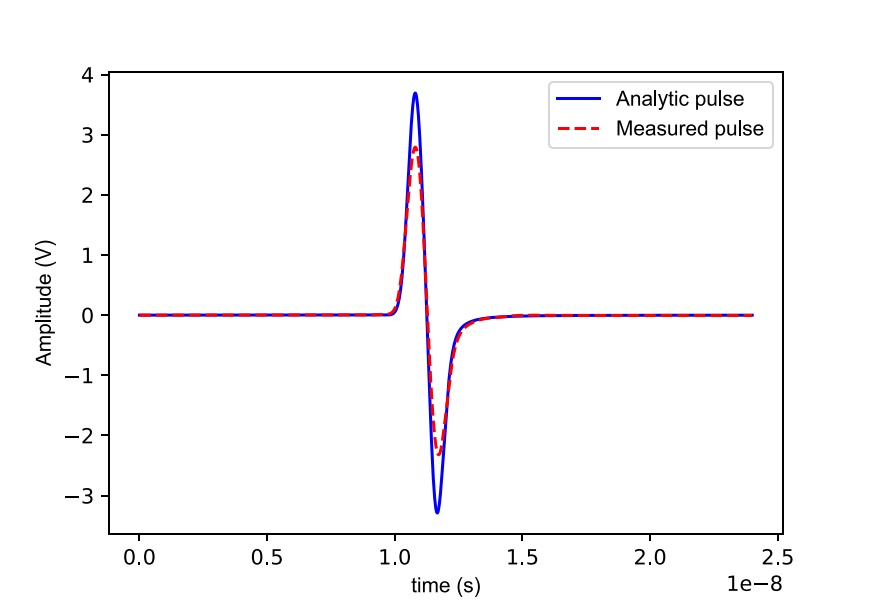 Analytic pulse
Measured pulse
Amplitude (V)
4
3
2
1
0
−1
−2
−3
0.0 0.5 1.0 1.5 2.0 2.5
time (s)
1e−8